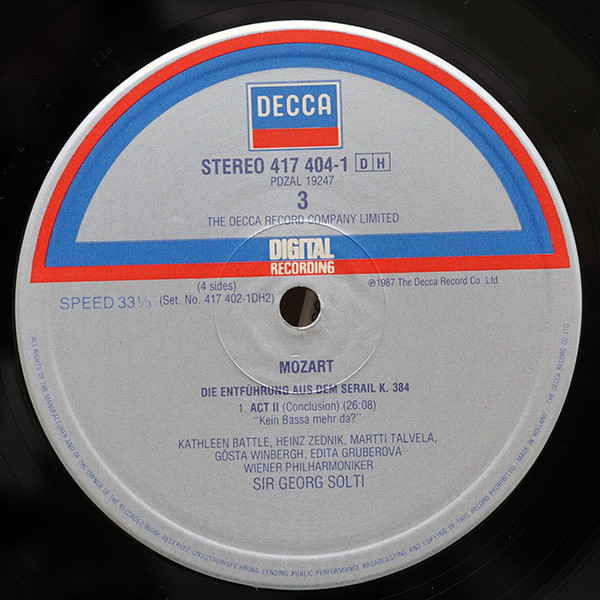 DECCA
STEREO 417 404-1 DH
PDZAL 19247
3
THE DECCA RECORD COMPANY LIMITED
DIGITAL
RECORDING
(4 sides)
℗1987 The Decca Record Co. Ltd.
SPEED 33⅓ (Set. No. 417 402-1DH2)
MOZART
DIE ENTFÜHRUNG AUS DEM SERAIL K. 384
1. ACT II (Conclusion) (26:08)
"Kein Bassa mehr da?"
KATHLEEN BATTLE, HEINZ ZEDNIK, MARTTI TALVELA,
GÖSTA WINBERGH, EDITA GRUBEROVA
WIENER PHILHARMONIKER
SIR GEORG SOLTI
ALL RIGHTS OF THE MANUFACTURER AND OF THE OWNER OF THE RECORDED WORK RESERVED. UNAUTHORISED HIRING, LENDING, PUBLIC PERFORMANCE, BROADCASTING AND COPYING OF THIS RECORD PROHIBITED. MADE IN HOLLAND. THE DECCA RECORD CO. LTD.